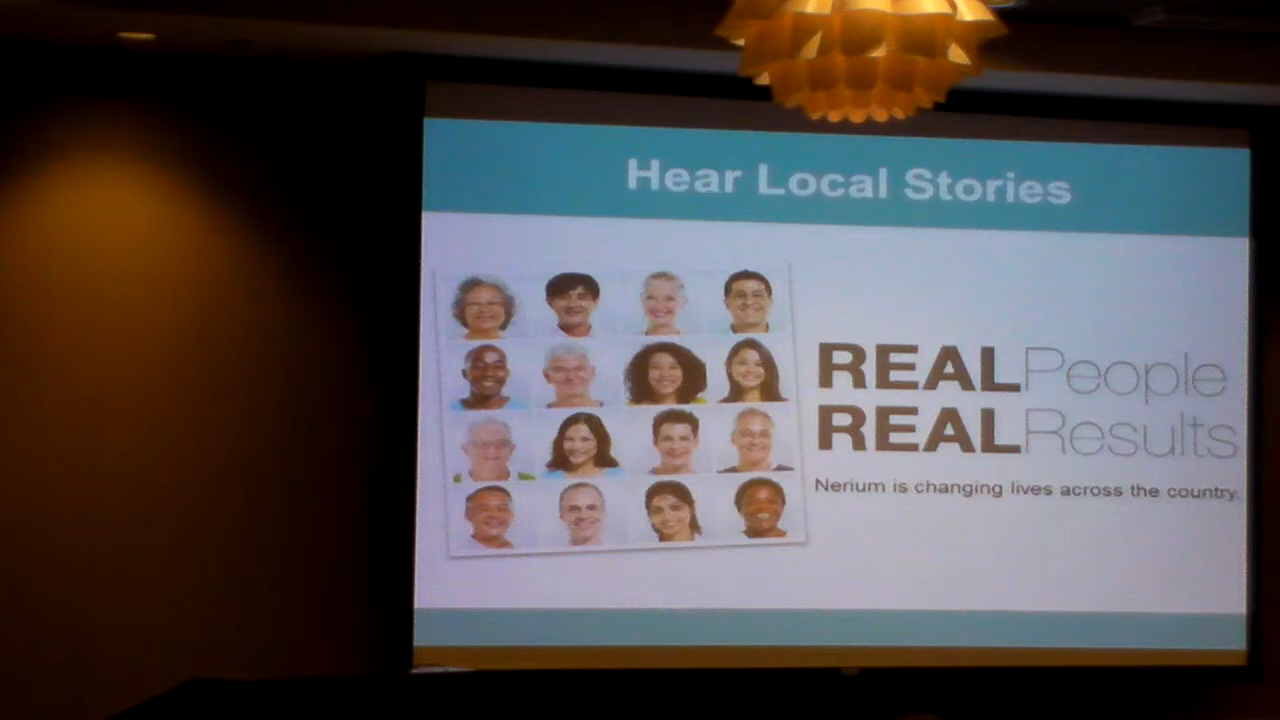 Hear Local Stories
REALPeople
REALResults
Nerium is changing lives across the country.